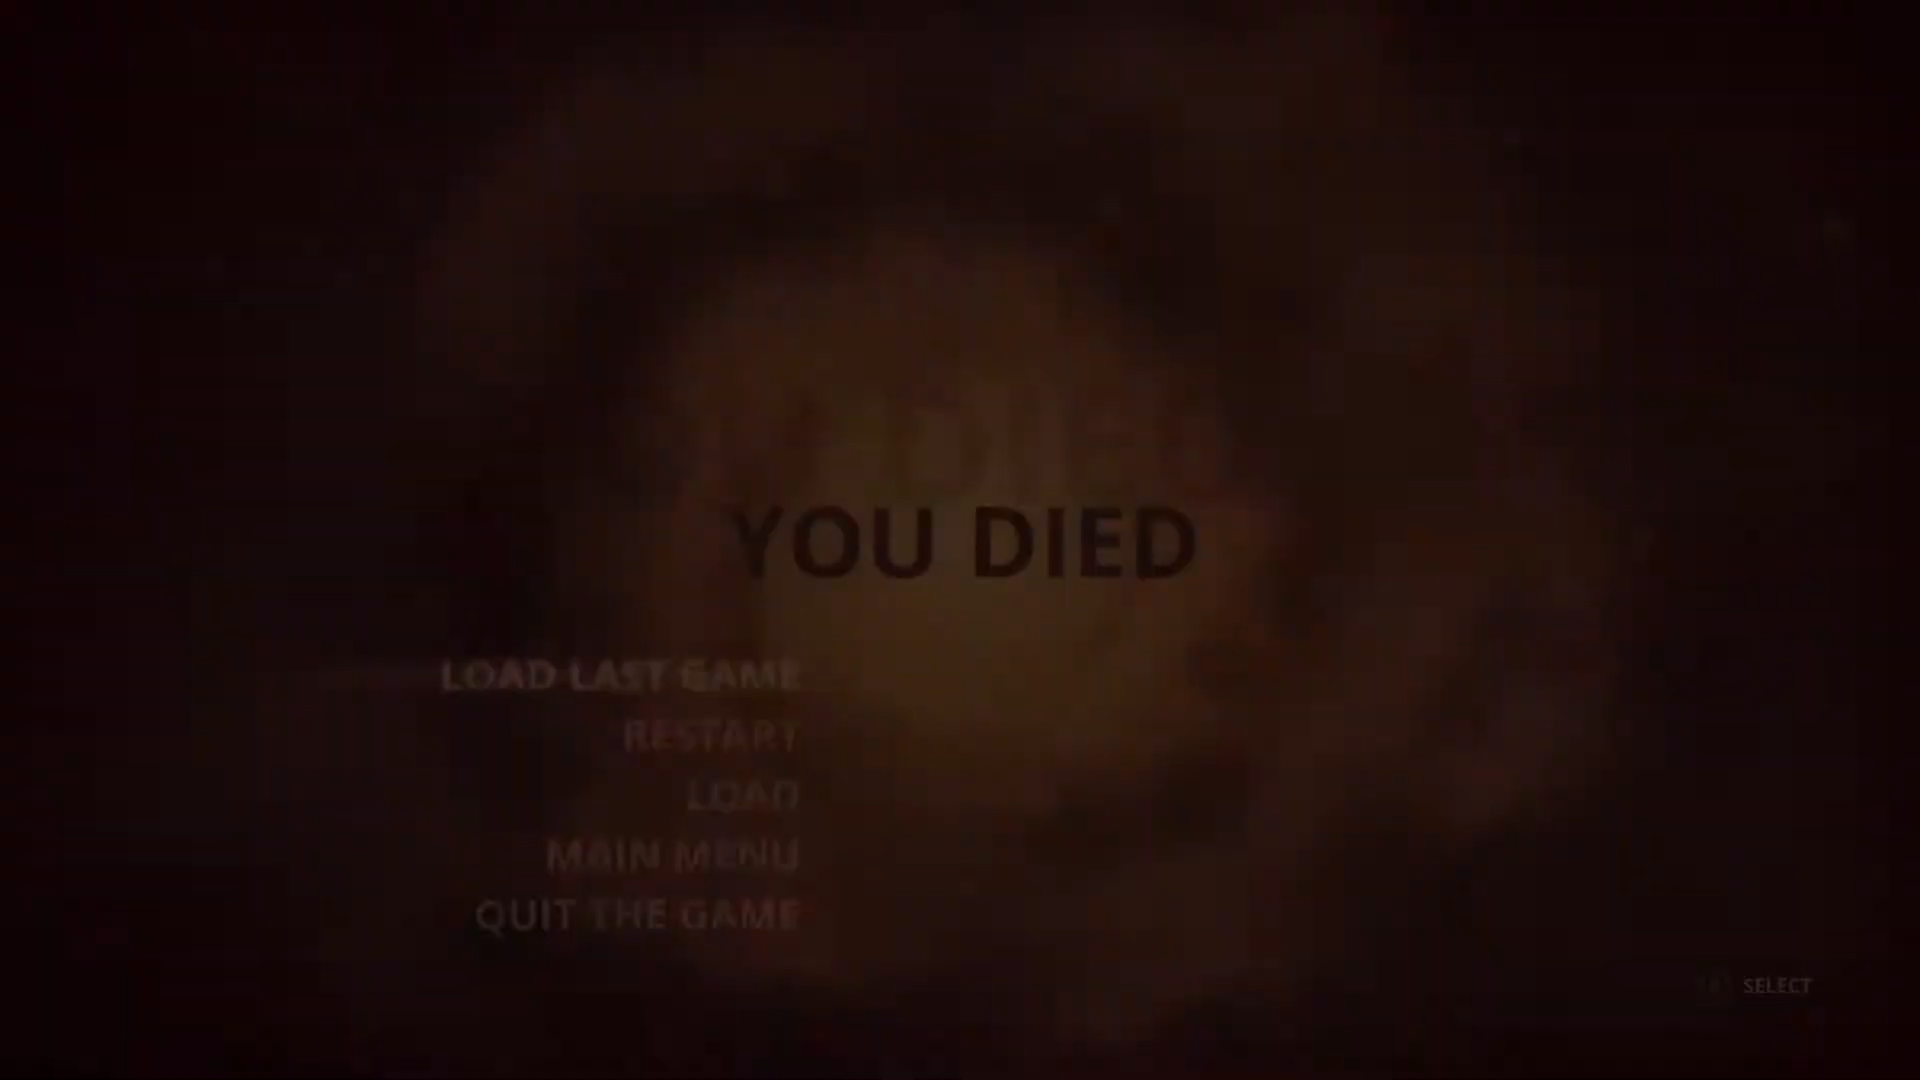 YOU DIED
LOAD LAST GAME
RESTART
LOAD
MAIN MENU
QUIT THE GAME
SELECT